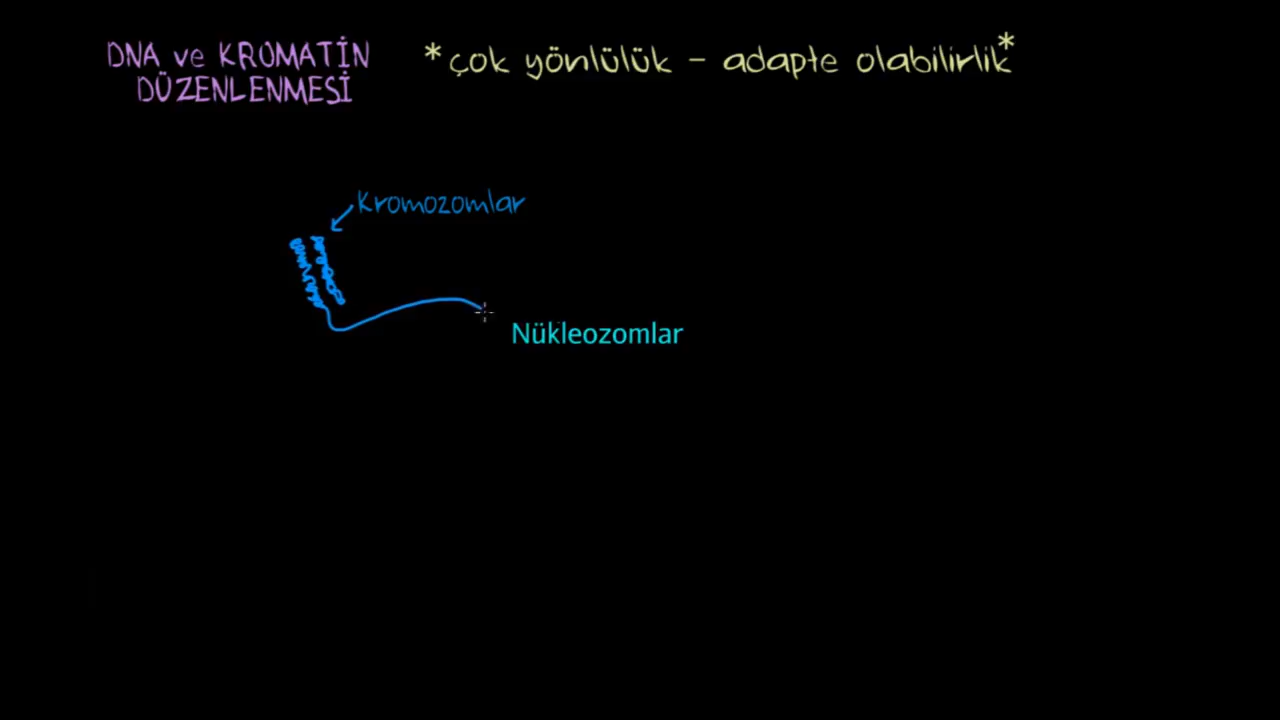 DNA ve KROMATİN
DÜZENLENMESİ
*çok yönlülük - adapte olabilirlik*
Kromozomlar
Nükleozomlar